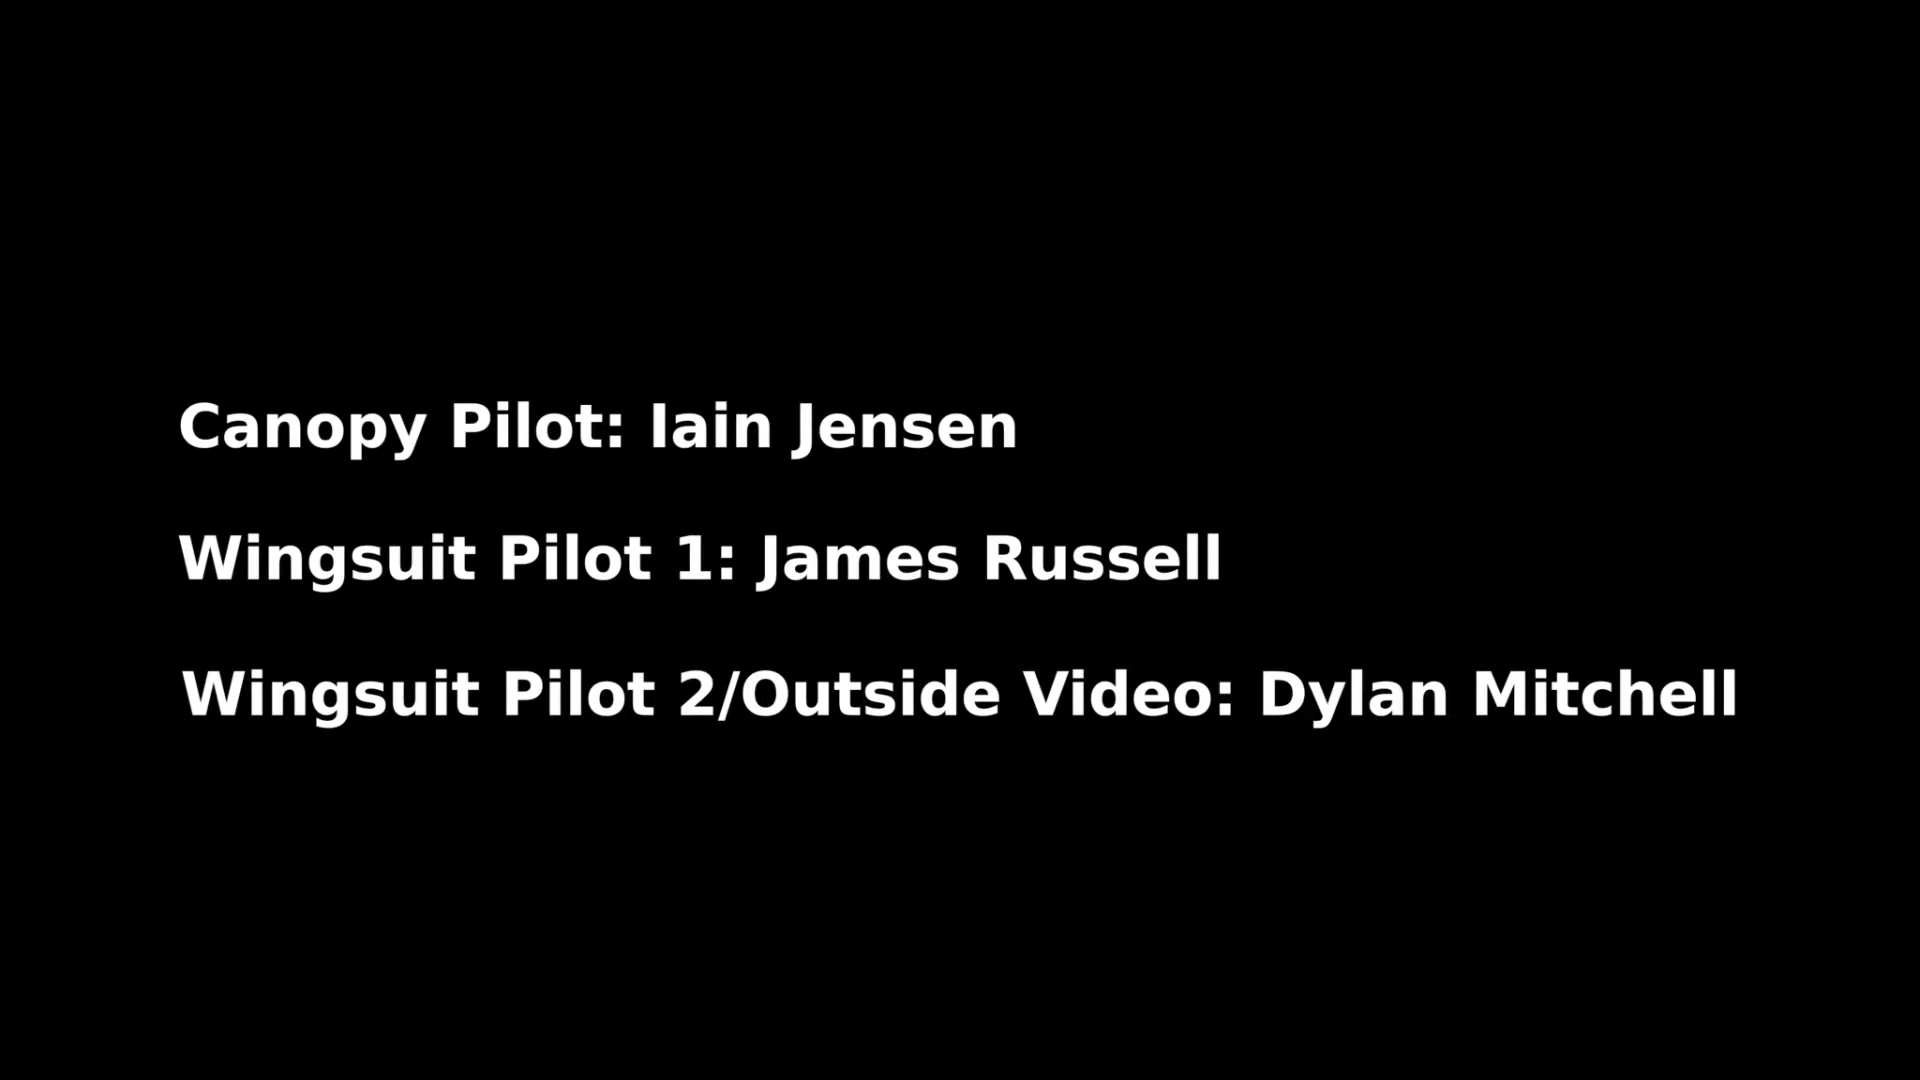 Canopy Pilot: Iain Jensen
Wingsuit Pilot 1: James Russell
Wingsuit Pilot 2/Outside Video: Dylan Mitchell